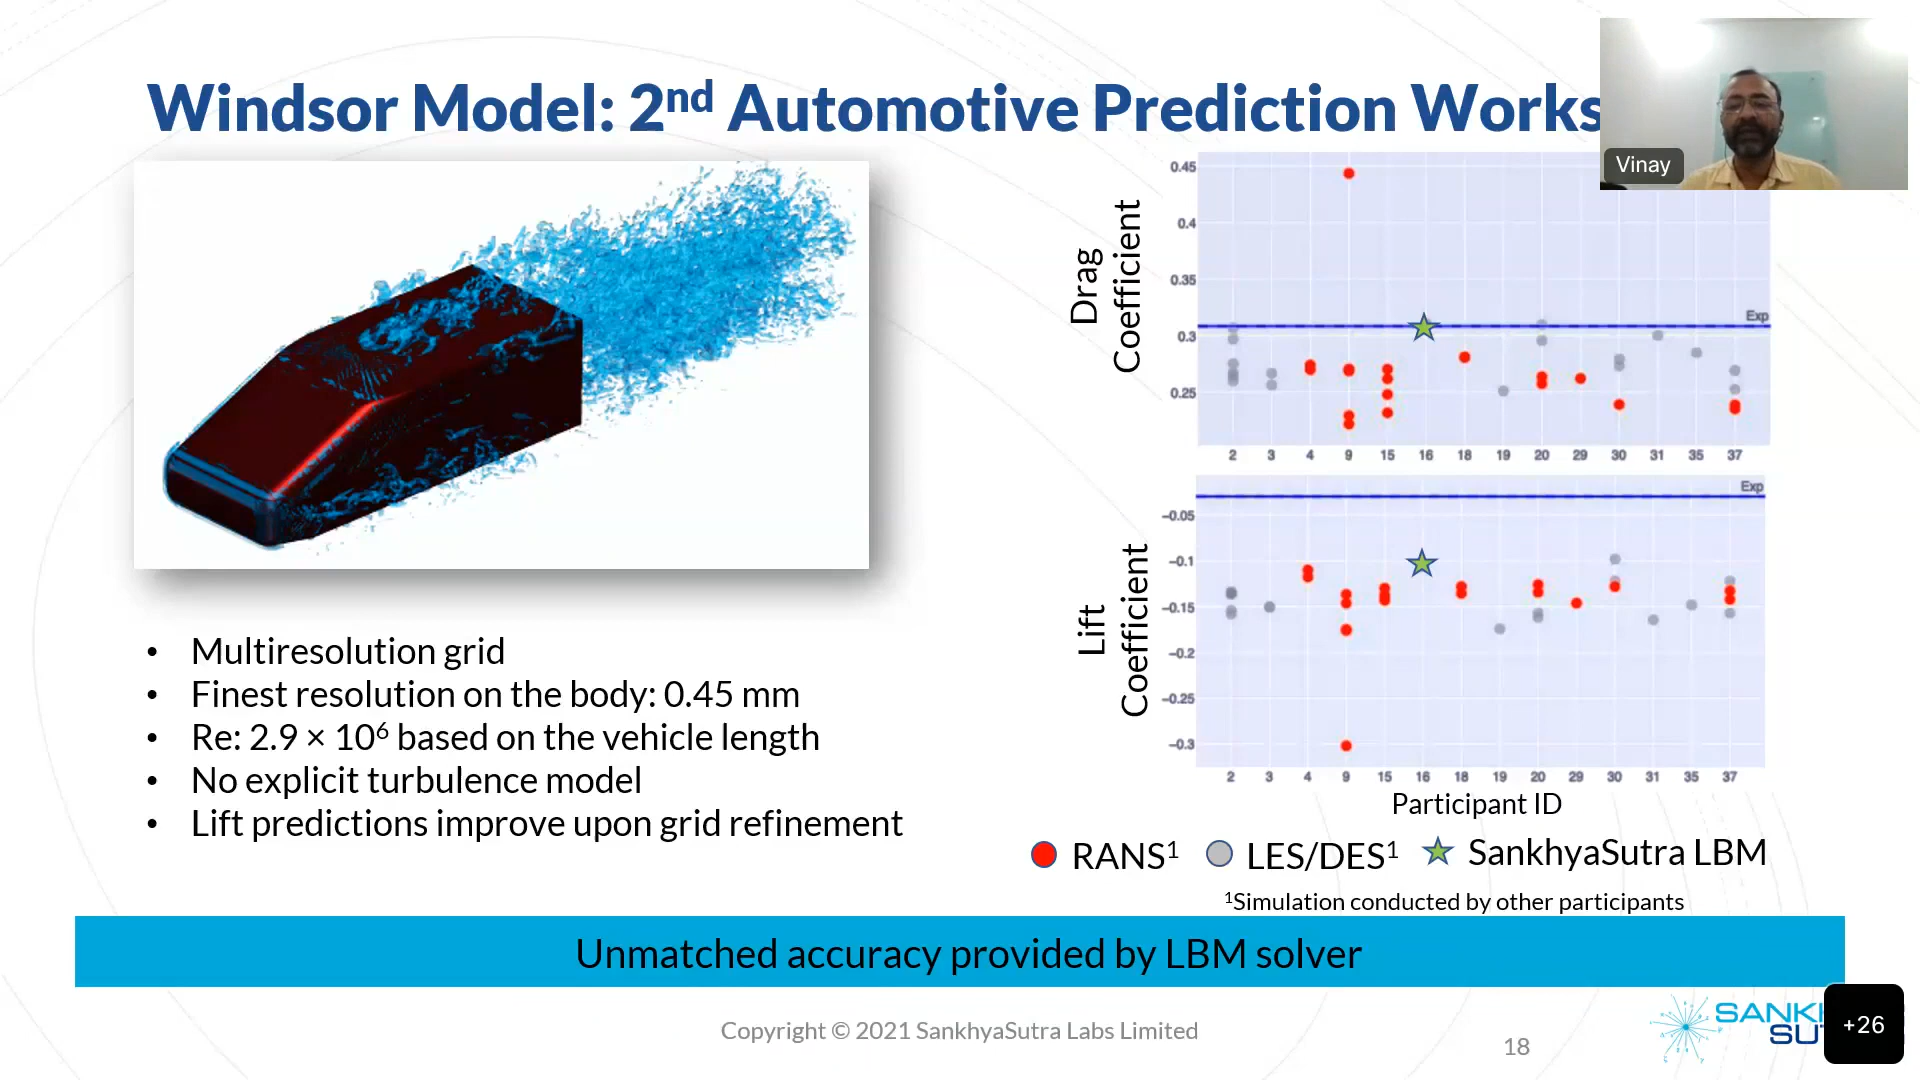 Windsor Model: 2nd Automotive Prediction Works
Vinay
Drag
Coefficient
0.45
0.4
0.35
0.3
0.25
Exp
2 3 4 9 15 16 18 19 20 29 30 31 35 37
Lift
Coefficient
Exp
−0.05
−0.1
−0.15
−0.2
−0.25
−0.3
2 3 4 9 15 16 18 19 20 29 30 31 35 37
Participant ID
RANS¹ LES/DES¹ SankhyaSutra LBM
¹Simulation conducted by other participants
• Multiresolution grid
• Finest resolution on the body: 0.45 mm
• Re: 2.9 × 10⁶ based on the vehicle length
• No explicit turbulence model
• Lift predictions improve upon grid refinement
Unmatched accuracy provided by LBM solver
Copyright © 2021 SankhyaSutra Labs Limited
18
SANKH
SU
+26